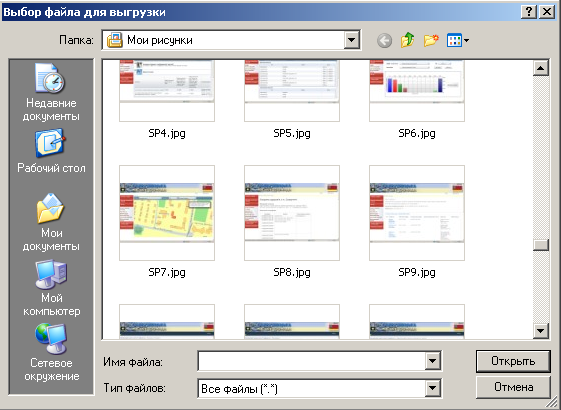 Выбор файла для выгрузки
Папка:
Мои рисунки
Недавние
документы
Рабочий стол
Мои
документы
Мой
компьютер
Сетевое
окружение
SP4.jpg
SP5.jpg
SP6.jpg
SP7.jpg
SP8.jpg
SP9.jpg
Имя файла:
Открыть
Тип файлов:
Все файлы (*.*)
Отмена